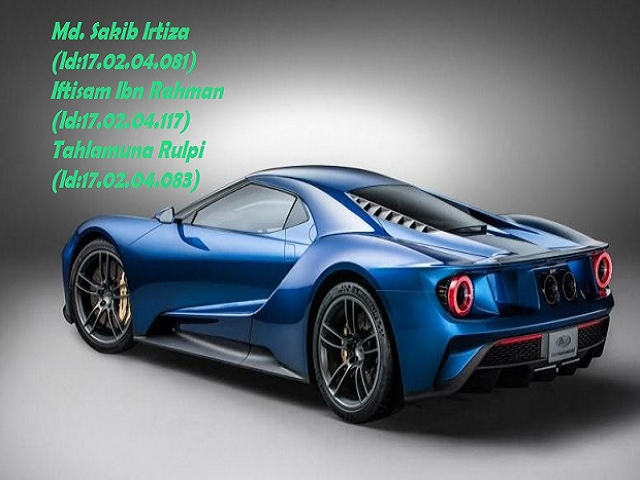 Md. Sakib Irtiza
(Id:17.02.04.081)
Iftisam Ibn Rahman
(Id:17.02.04.117)
Tahlamuna Rulpi
(Id:17.02.04.083)